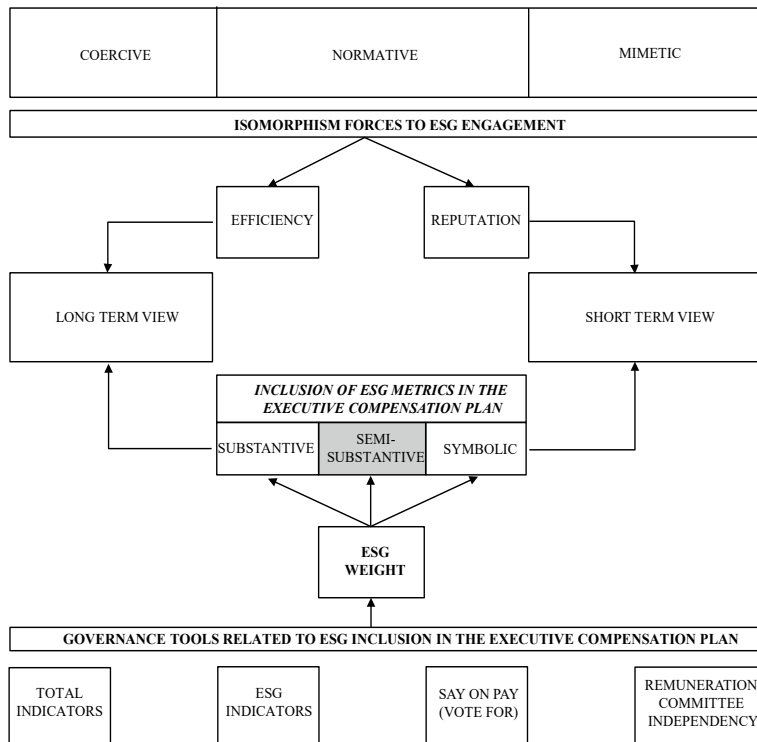 COERCIVE
NORMATIVE
MIMETIC
ISOMORPHISM FORCES TO ESG ENGAGEMENT
EFFICIENCY
REPUTATION
LONG TERM VIEW
SHORT TERM VIEW
INCLUSION OF ESG METRICS IN THE
EXECUTIVE COMPENSATION PLAN
SUBSTANTIVE
SEMI-
SUBSTANTIVE
SYMBOLIC
ESG
WEIGHT
GOVERNANCE TOOLS RELATED TO ESG INCLUSION IN THE EXECUTIVE COMPENSATION PLAN
TOTAL
INDICATORS
ESG
INDICATORS
SAY ON PAY
(VOTE FOR)
REMUNERATION
COMMITTEE
INDEPENDENCY